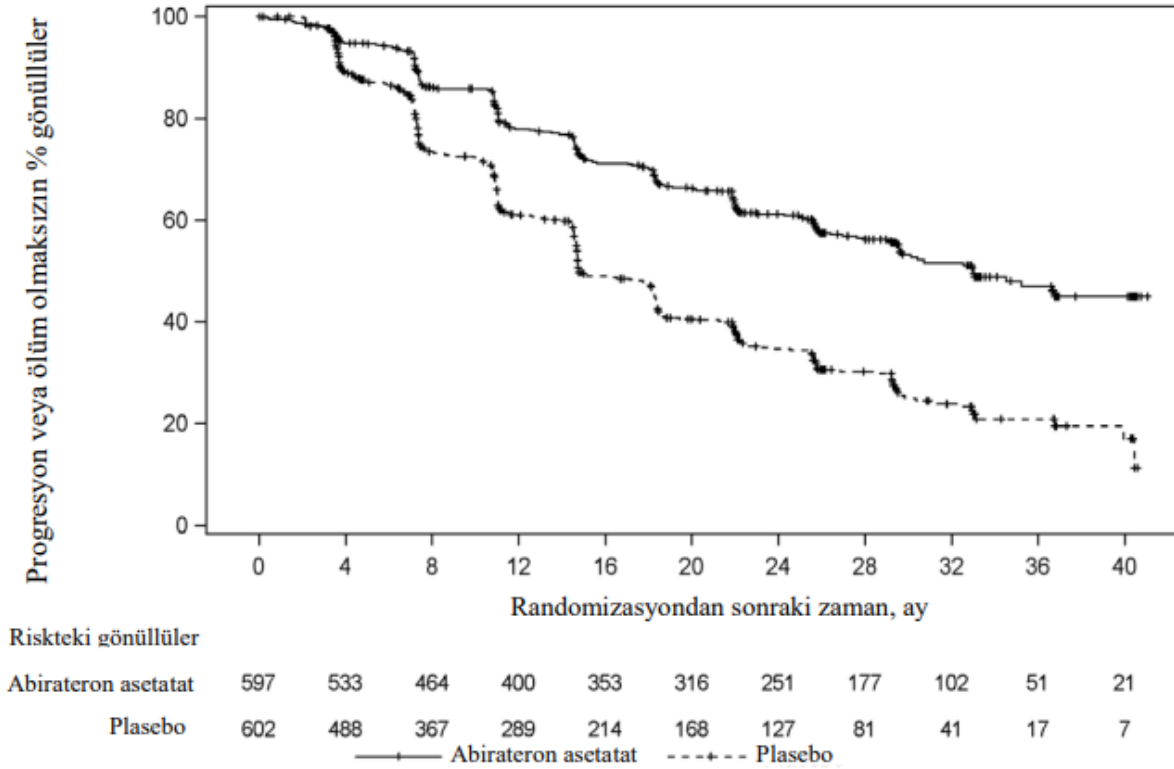 Progresyon veya ölüm olmaksızın % gönüllüler
100
80
60
40
20
0
0 4 8 12 16 20 24 28 32 36 40
Randomizasyondan sonraki zaman, ay
Riskteki gönüllüler
Abirateron asetatat 597 533 464 400 353 316 251 177 102 51 21
Plasebo 602 488 367 289 214 168 127 81 41 17 7
Abirateron asetatat Plasebo